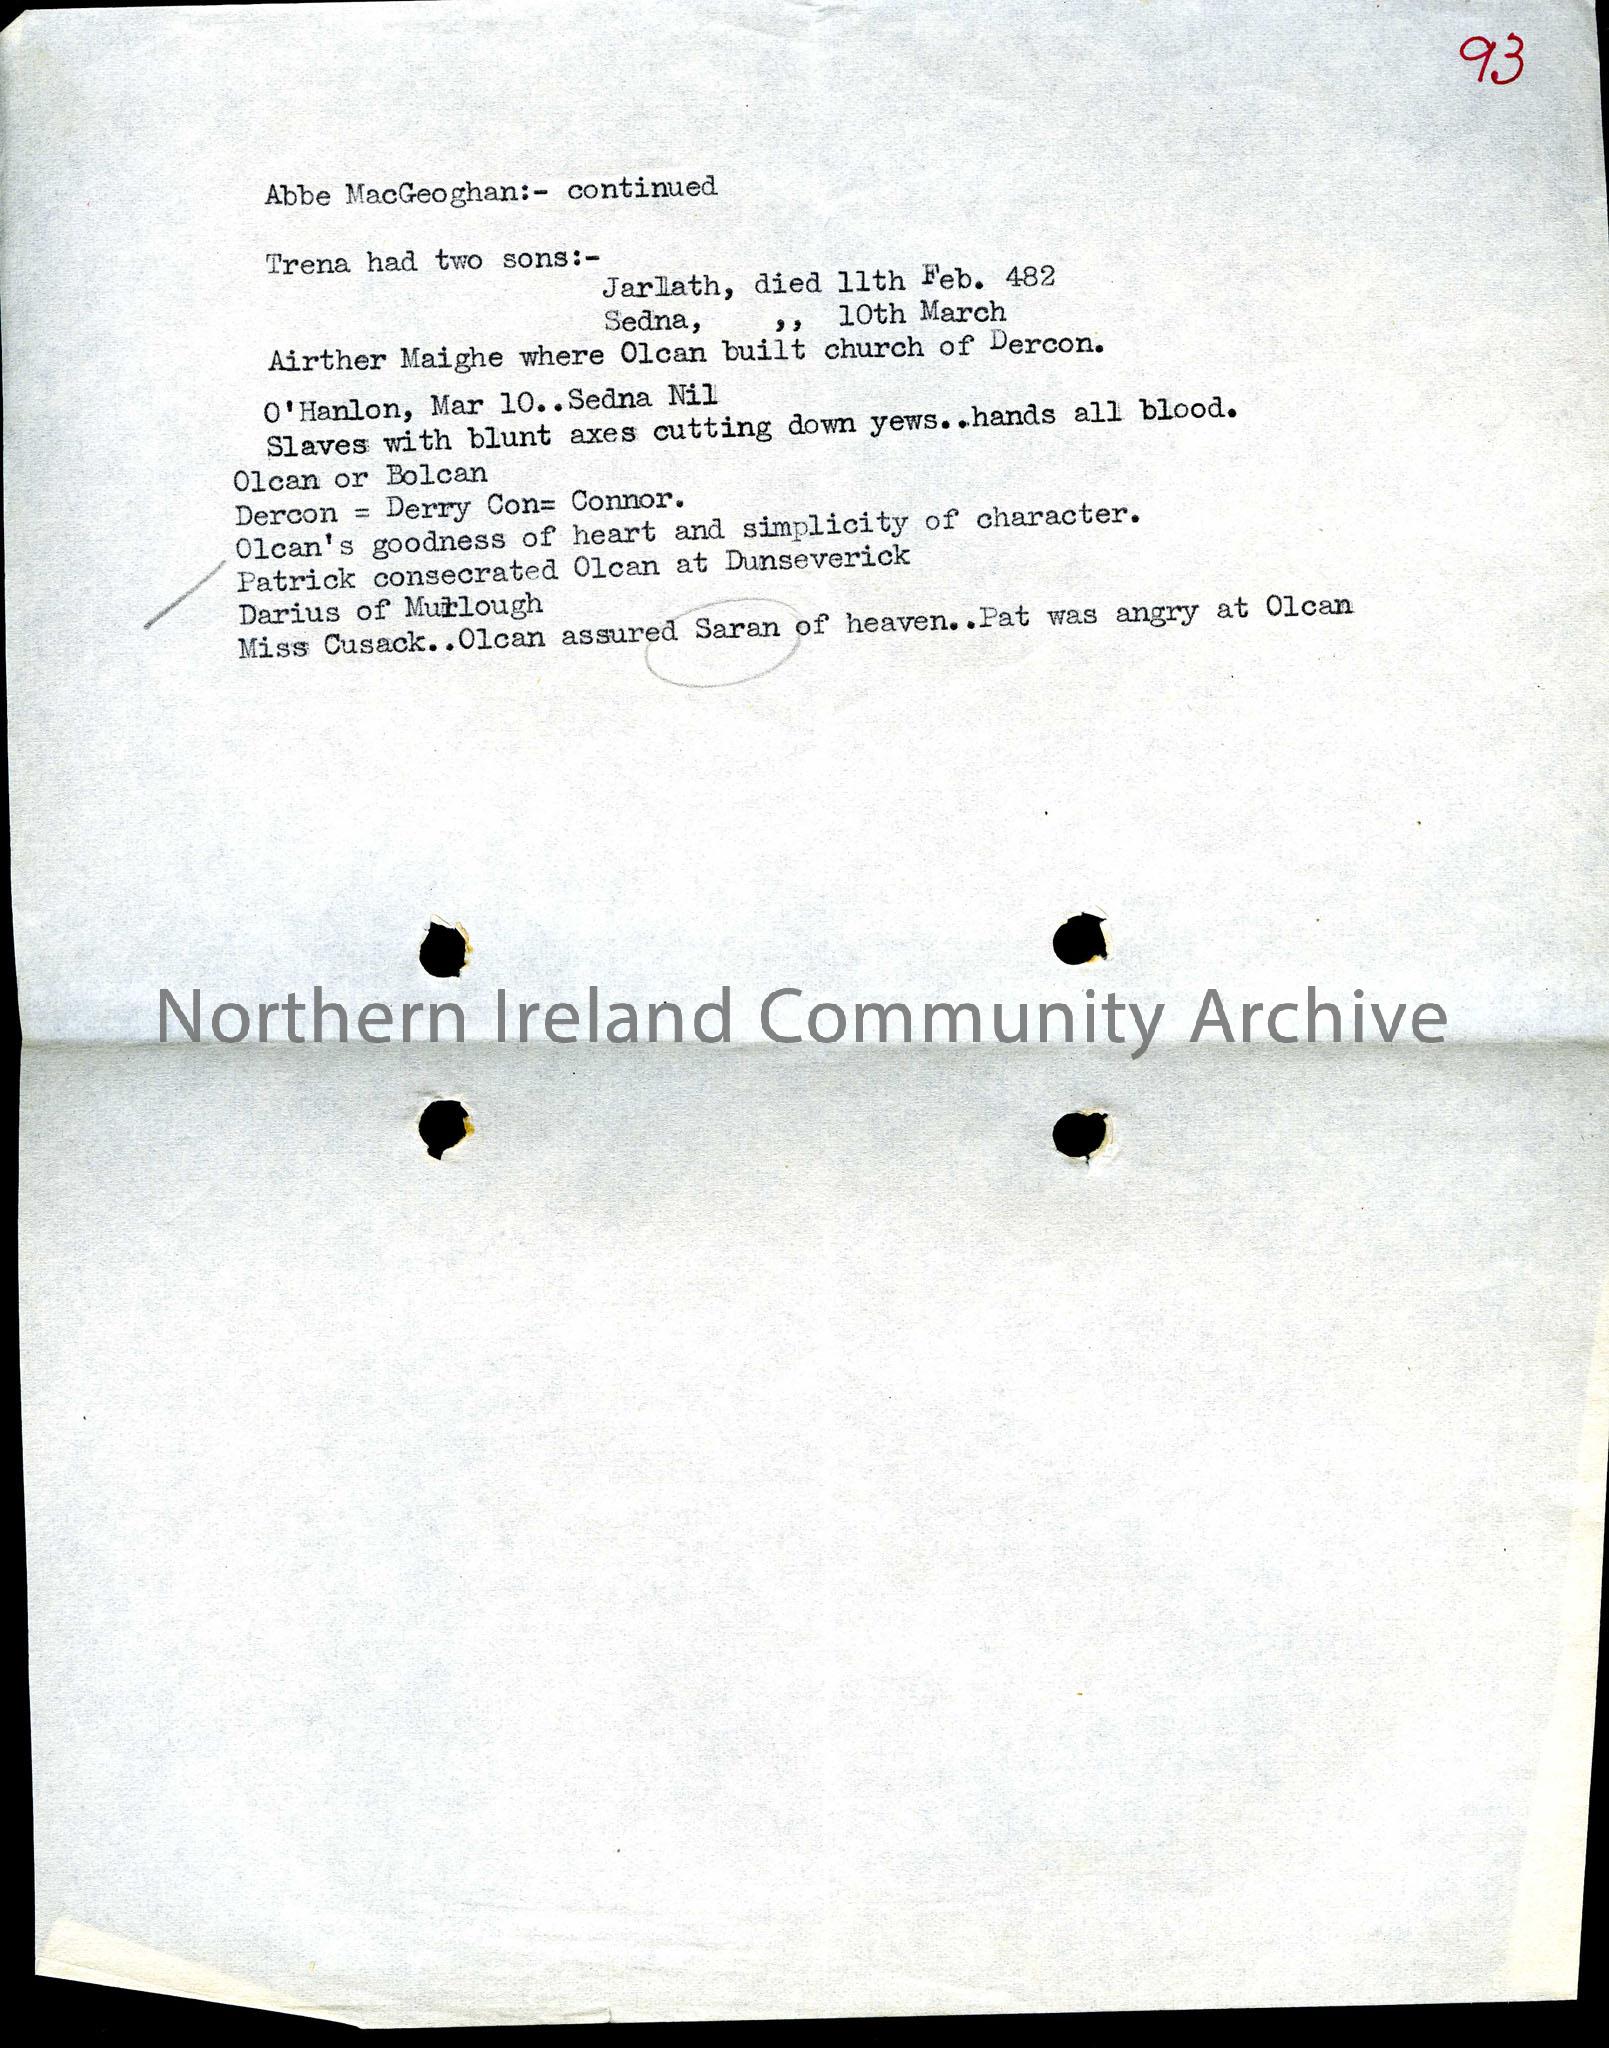 93
Abbe MacGeoghan:- continued
Trena had two sons:-
Jarlath, died 11th Feb. 482
Sedna, ,, 10th March
Airther Maighe where Olcan built church of Dercon.
O'Hanlon, Mar 10..Sedna Nil
Slaves with blunt axes cutting down yews..hands all blood.
Olcan or Bolcan
Dercon = Derry Con= Connor.
Olcan's goodness of heart and simplicity of character.
Patrick consecrated Olcan at Dunseverick
Darius of Murlough
Miss Cusack..Olcan assured Saran of heaven..Pat was angry at Olcan
Northern Ireland Community Archive